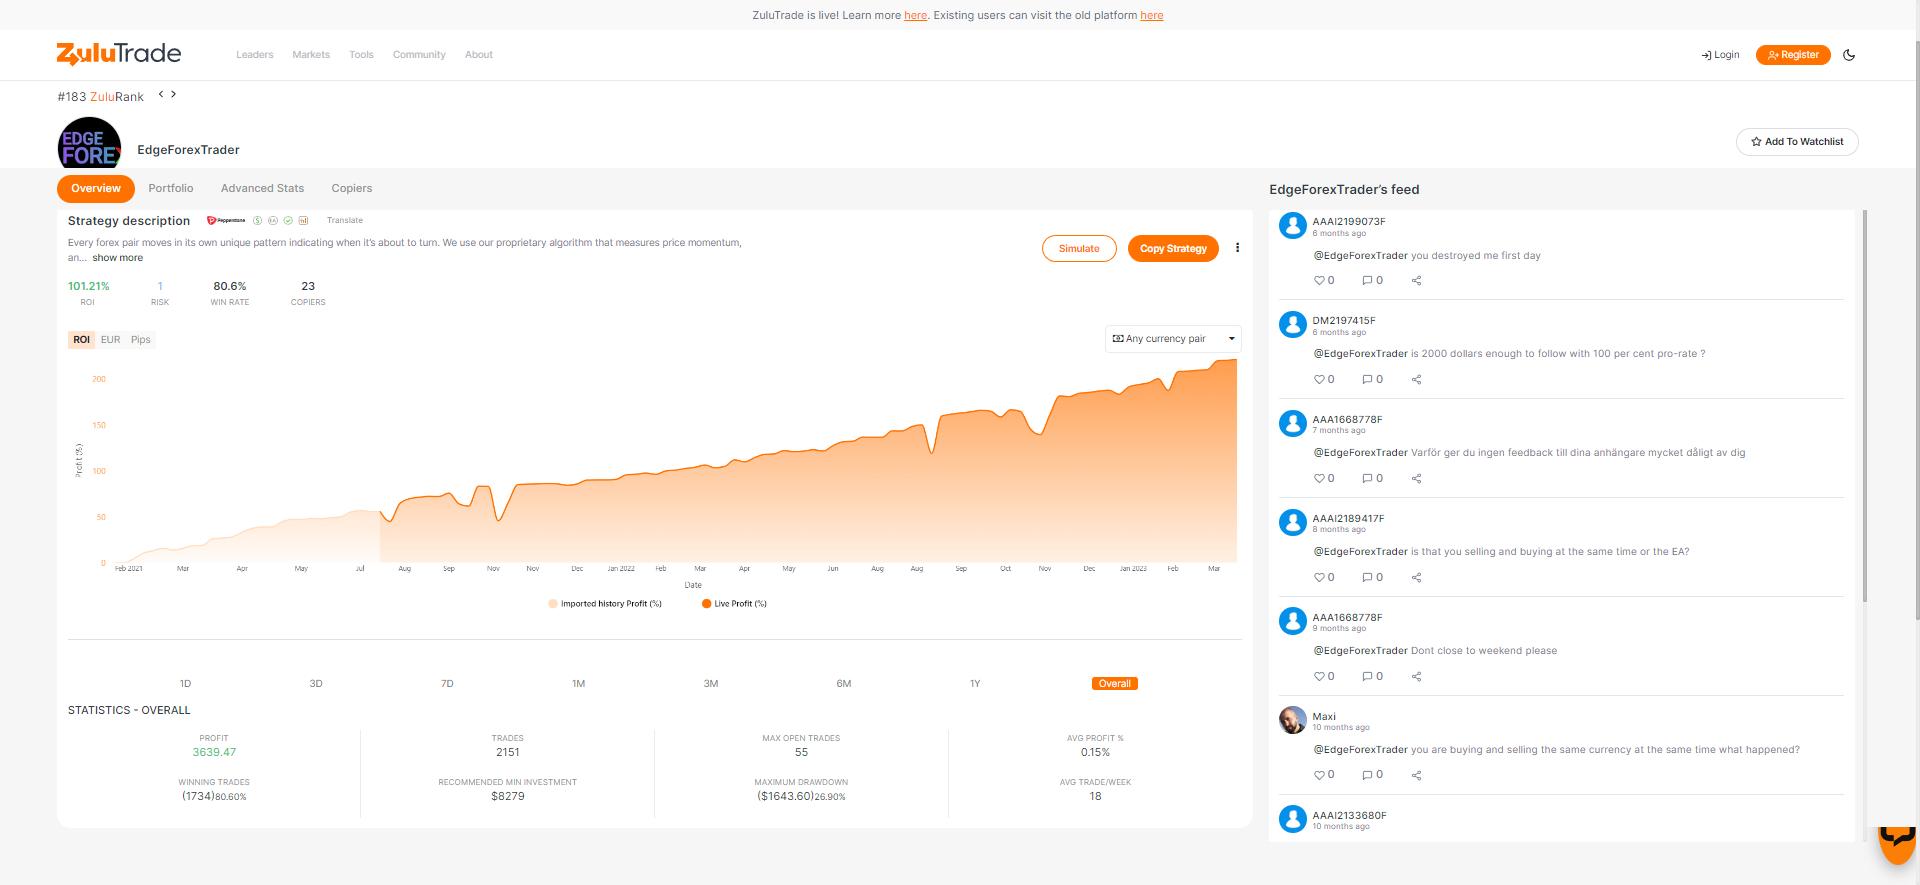 ZuluTrade is live! Learn more here. Existing users can visit the old platform here
ZuluTrade
Leaders
Markets
Tools
Community
About
Login
Register
#183 ZuluRank
EDGE
FORE
EdgeForexTrader
Add To Watchlist
Overview
Portfolio
Advanced Stats
Copiers
Strategy description
Pepperstone
Translate
Every forex pair moves in its own unique pattern indicating when it's about to turn. We use our proprietary algorithm that measures price momentum,
an... show more
Simulate
Copy Strategy
101.21%
1
80.6%
23
ROI
RISK
WIN RATE
COPIERS
ROI
EUR
Pips
Any currency pair
200
150
100
50
0
Profit (%)
Feb 2021
Mar
Apr
May
Jul
Aug
Sep
Nov
Nov
Dec
Jan 2022
Feb
Mar
Apr
May
Jun
Aug
Aug
Sep
Oct
Nov
Dec
Jan 2023
Feb
Mar
Date
Imported history Profit (%)
Live Profit (%)
1D
3D
7D
1M
3M
6M
1Y
Overall
STATISTICS - OVERALL
PROFIT
3639.47
TRADES
2151
MAX OPEN TRADES
55
AVG PROFIT %
0.15%
WINNING TRADES
(1734)80.60%
RECOMMENDED MIN INVESTMENT
$8279
MAXIMUM DRAWDOWN
($1643.60)26.90%
AVG TRADE/WEEK
18
EdgeForexTrader's feed
AAAI2199073F
6 months ago
@EdgeForexTrader you destroyed me first day
0
0
DM2197415F
6 months ago
@EdgeForexTrader is 2000 dollars enough to follow with 100 per cent pro-rate ?
0
0
AAA1668778F
7 months ago
@EdgeForexTrader Varför ger du ingen feedback till dina anhängare mycket dåligt av dig
0
0
AAAI2189417F
8 months ago
@EdgeForexTrader is that you selling and buying at the same time or the EA?
0
0
AAA1668778F
9 months ago
@EdgeForexTrader Dont close to weekend please
0
0
Maxi
10 months ago
@EdgeForexTrader you are buying and selling the same currency at the same time what happened?
0
0
AAAI2133680F
10 months ago